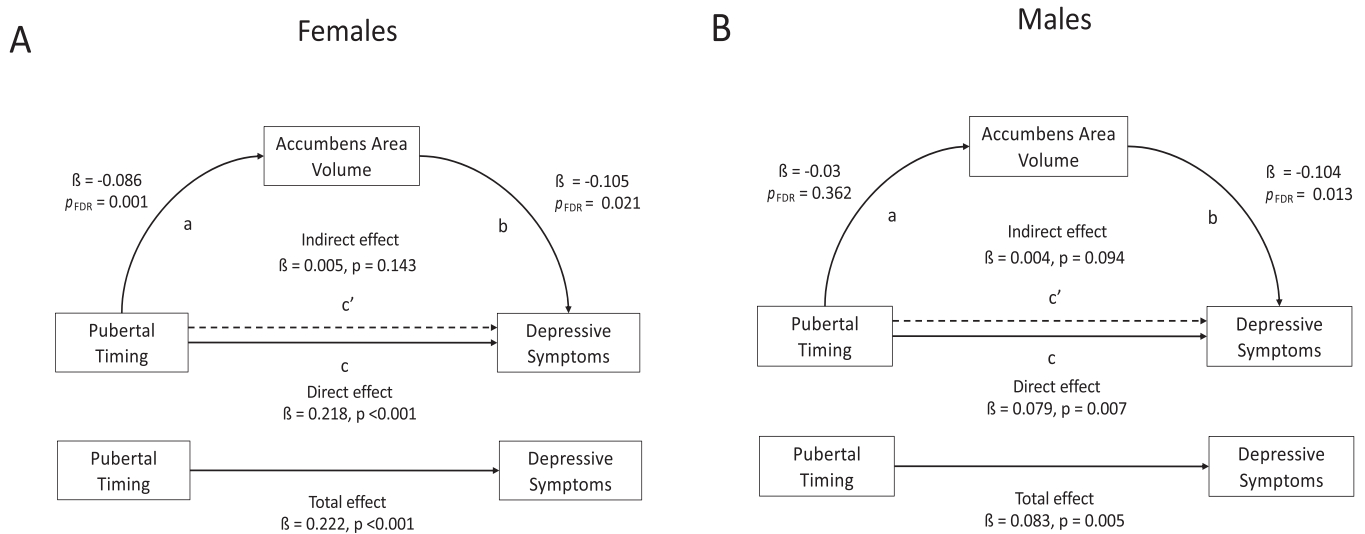 A
Females
Accumbens Area
Volume
ß = -0.086
pFDR = 0.001
a
ß = -0.105
pFDR = 0.021
b
Indirect effect
ß = 0.005, p = 0.143
c’
Pubertal
Timing
Depressive
Symptoms
c
Direct effect
ß = 0.218, p <0.001
Pubertal
Timing
Depressive
Symptoms
Total effect
ß = 0.222, p <0.001
B
Males
Accumbens Area
Volume
ß = -0.03
pFDR = 0.362
a
ß = -0.104
pFDR = 0.013
b
Indirect effect
ß = 0.004, p = 0.094
c’
Pubertal
Timing
Depressive
Symptoms
c
Direct effect
ß = 0.079, p = 0.007
Pubertal
Timing
Depressive
Symptoms
Total effect
ß = 0.083, p = 0.005